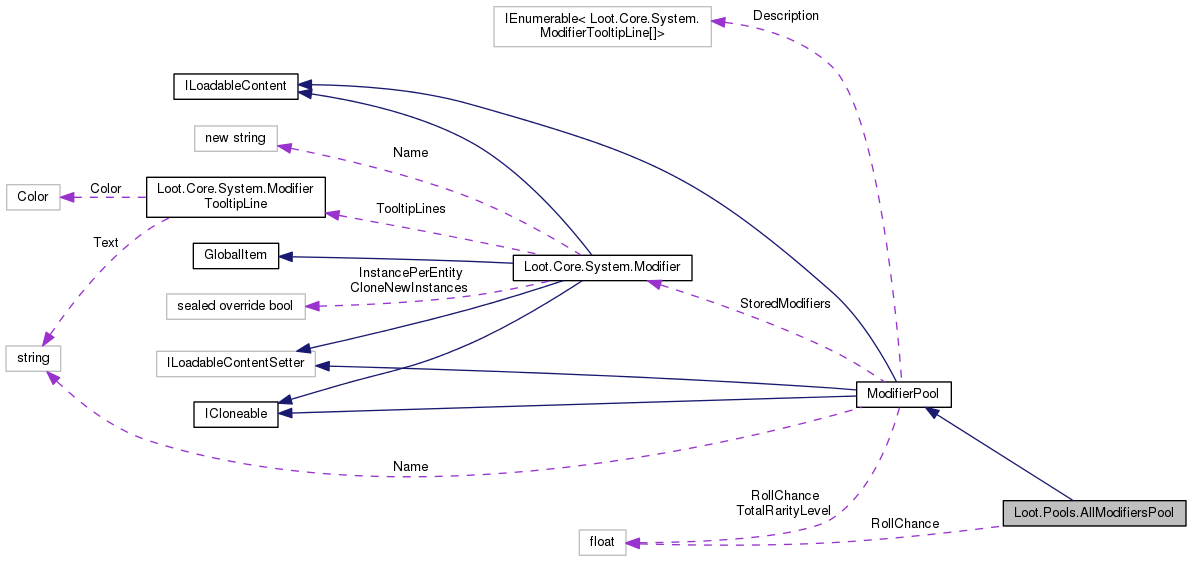 IEnumerable< Loot.Core.System.
ModifierTooltipLine[]>
Description
ILoadableContent
new string
Name
Color
Color
Loot.Core.System.Modifier
TooltipLine
TooltipLines
Text
GlobalItem
Loot.Core.System.Modifier
InstancePerEntity
CloneNewInstances
sealed override bool
StoredModifiers
string
ILoadableContentSetter
ModifierPool
ICloneable
Name
RollChance
TotalRarityLevel
Loot.Pools.AllModifiersPool
RollChance
float